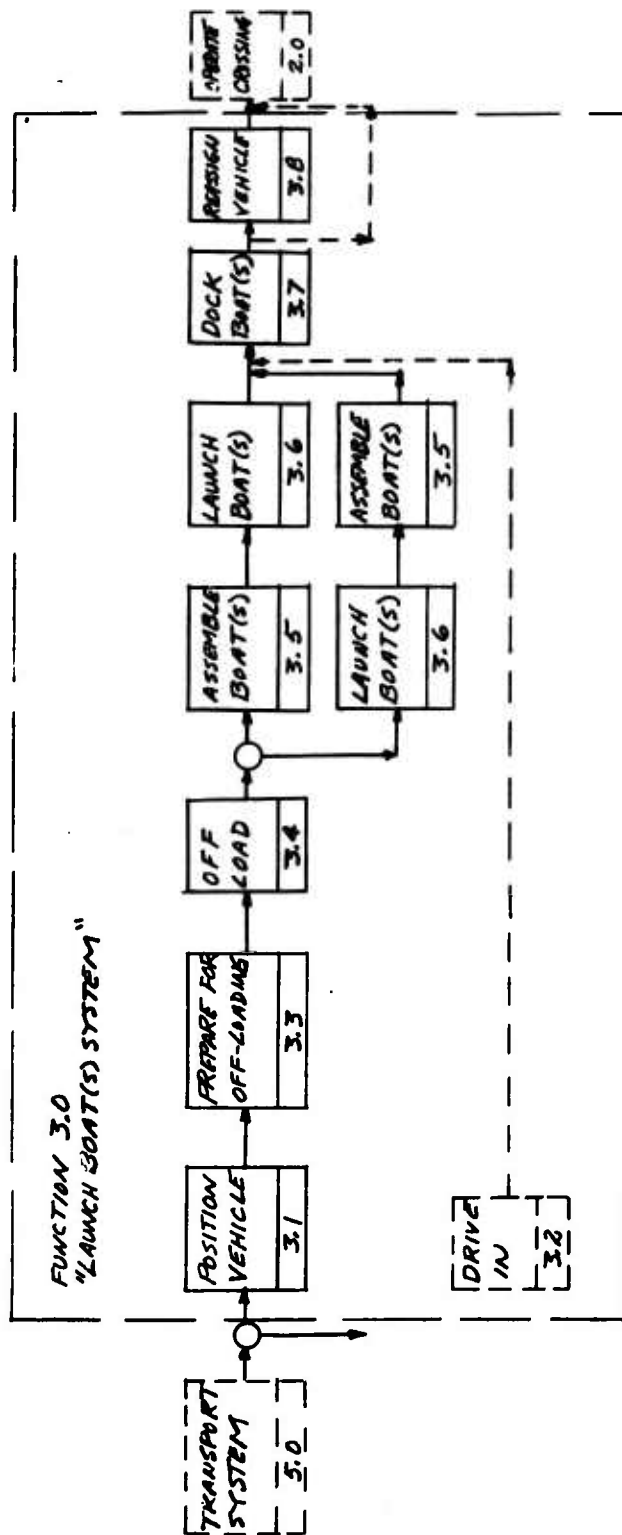 FUNCTION 3.0
"LAUNCH BOAT(S) SYSTEM"
TRANSPORT
SYSTEM
5.0
POSITION
VEHICLE
3.1
PREPARE FOR
OFF-LOADING
3.3
OFF
LOAD
3.4
ASSEMBLE
BOAT(S)
3.5
LAUNCH
BOAT(S)
3.6
LAUNCH
BOAT(S)
3.6
ASSEMBLE
BOAT(S)
3.5
DOCK
BOAT(S)
3.7
REASSIGN
VEHICLE
3.8
OPERATE
CROSSING
2.0
DRIVE
IN
3.2